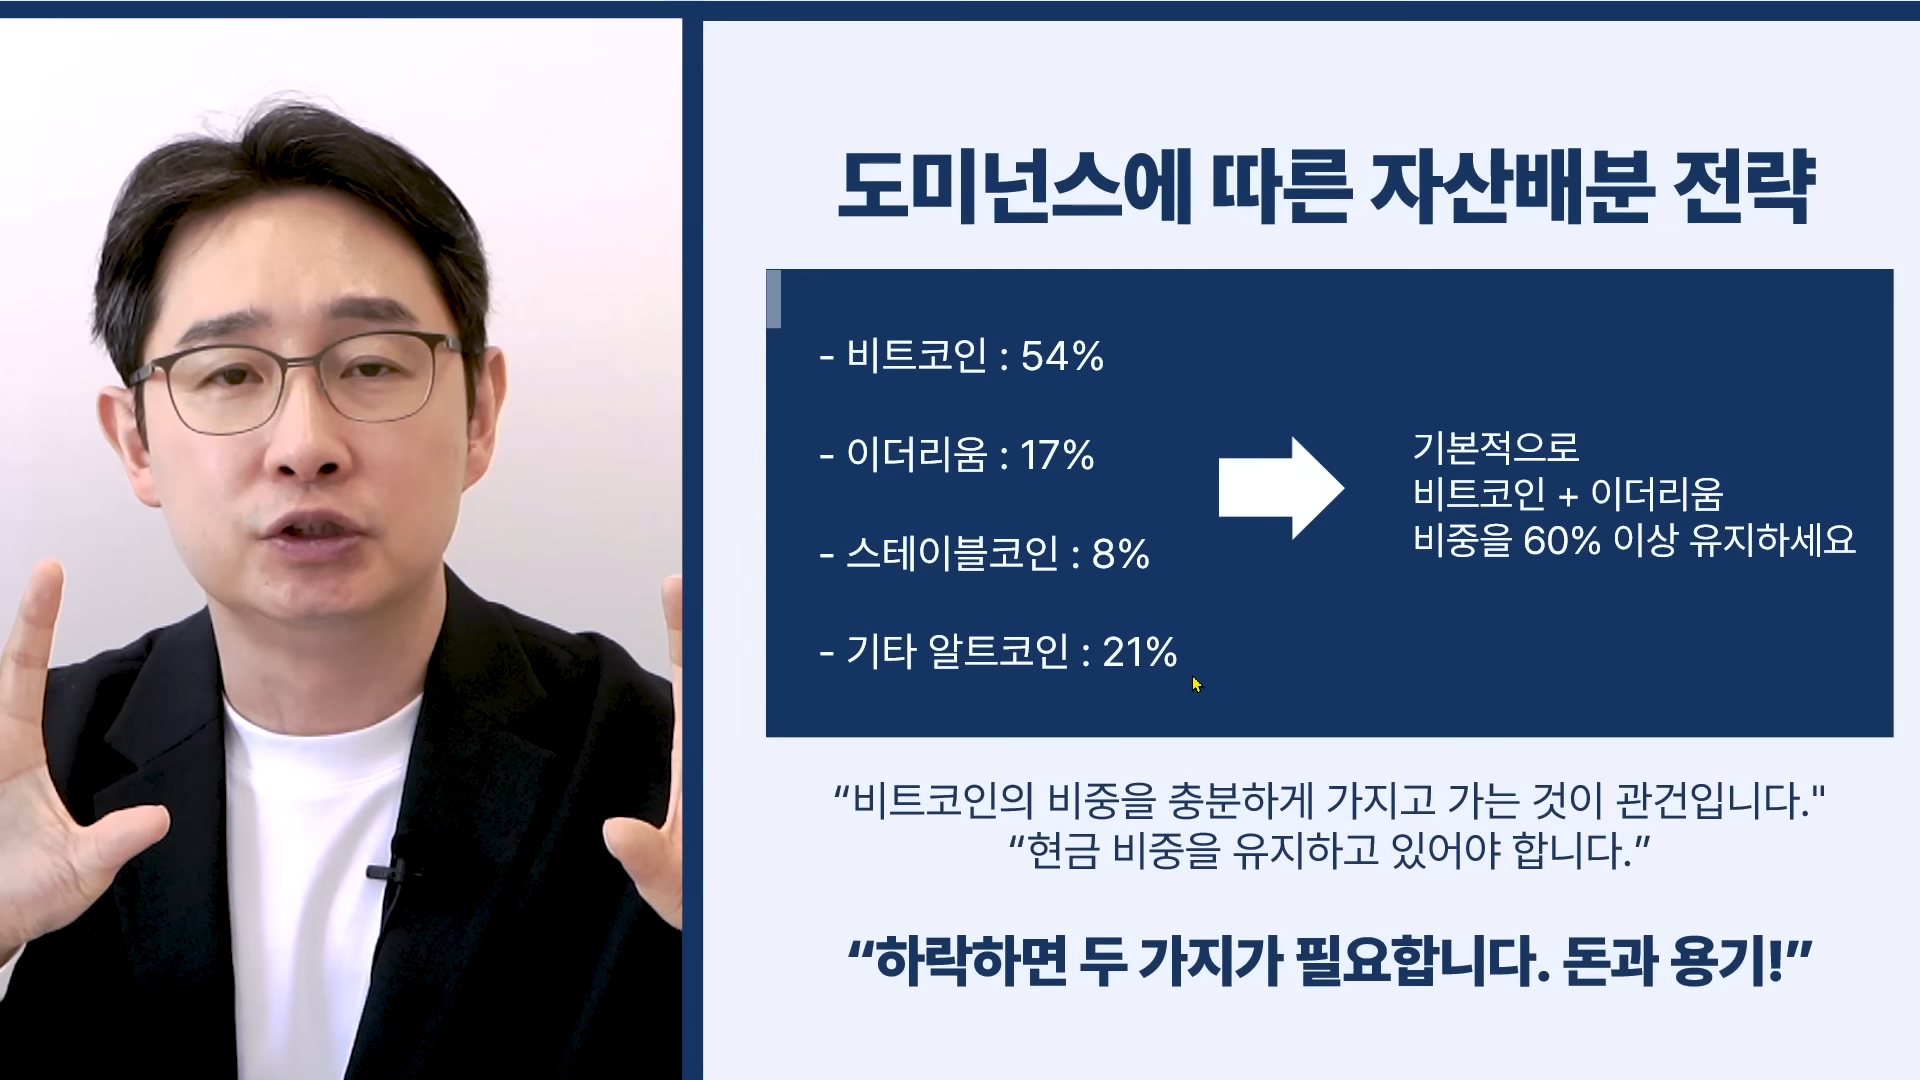 도미넌스에 따른 자산배분 전략
- 비트코인 : 54%
- 이더리움 : 17%
- 스테이블코인 : 8%
- 기타 알트코인 : 21%
기본적으로
비트코인 + 이더리움
비중을 60% 이상 유지하세요
“비트코인의 비중을 충분하게 가지고 가는 것이 관건입니다."
“현금 비중을 유지하고 있어야 합니다.”
“하락하면 두 가지가 필요합니다. 돈과 용기!”